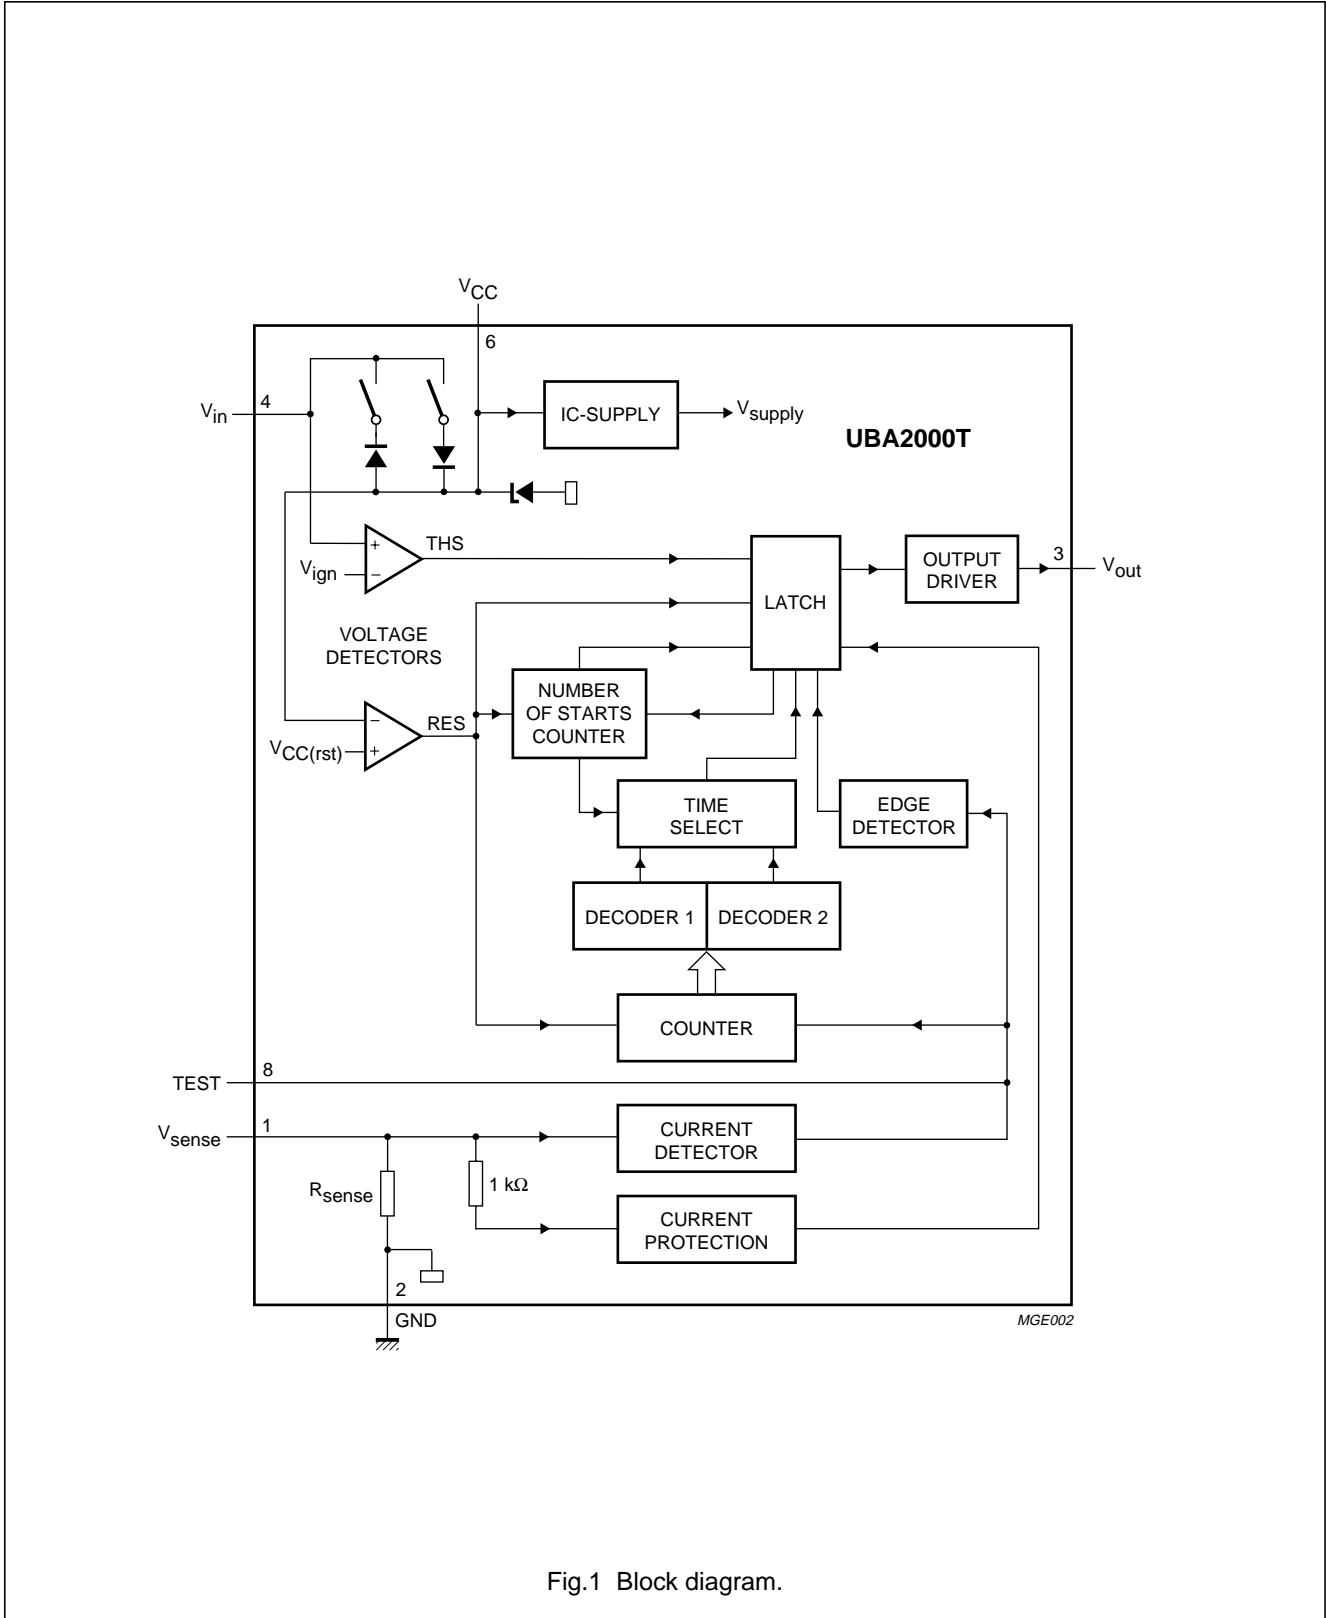 VCC
6
Vin
4
IC-SUPPLY
Vsupply
UBA2000T
+
THS
Vign
−
LATCH
OUTPUT
DRIVER
3
Vout
VOLTAGE
DETECTORS
NUMBER
OF STARTS
COUNTER
−
RES
VCC(rst)
+
TIME
SELECT
EDGE
DETECTOR
DECODER 1
DECODER 2
COUNTER
TEST
8
Vsense
1
CURRENT
DETECTOR
Rsense
1 kΩ
CURRENT
PROTECTION
2
GND
MGE002
Fig.1 Block diagram.